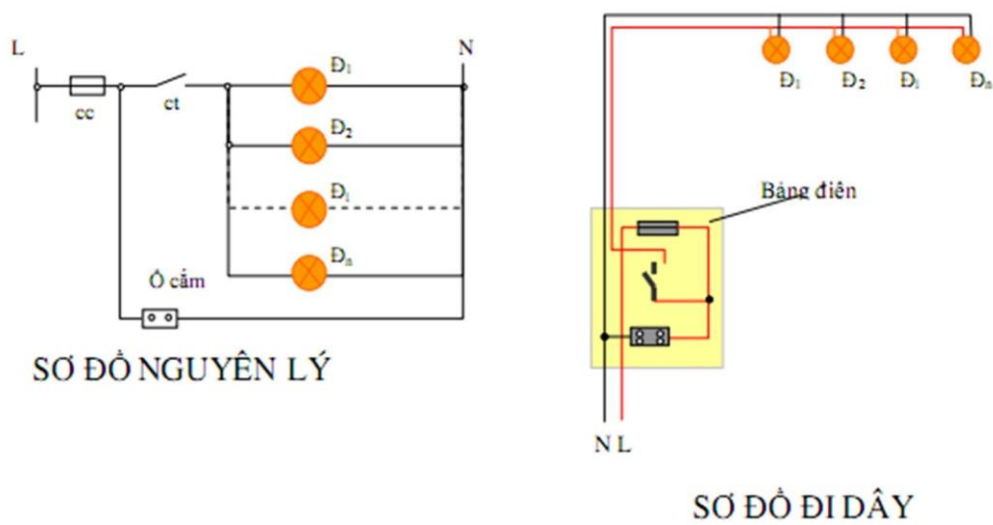 L
N
cc
ct
Đ₁
Đ₂
Đᵢ
Đₙ
Ổ cắm
SƠ ĐỒ NGUYÊN LÝ
Đ₁
Đ₂
Đᵢ
Đₙ
Bảng điên
N L
SƠ ĐỒ ĐI DÂY